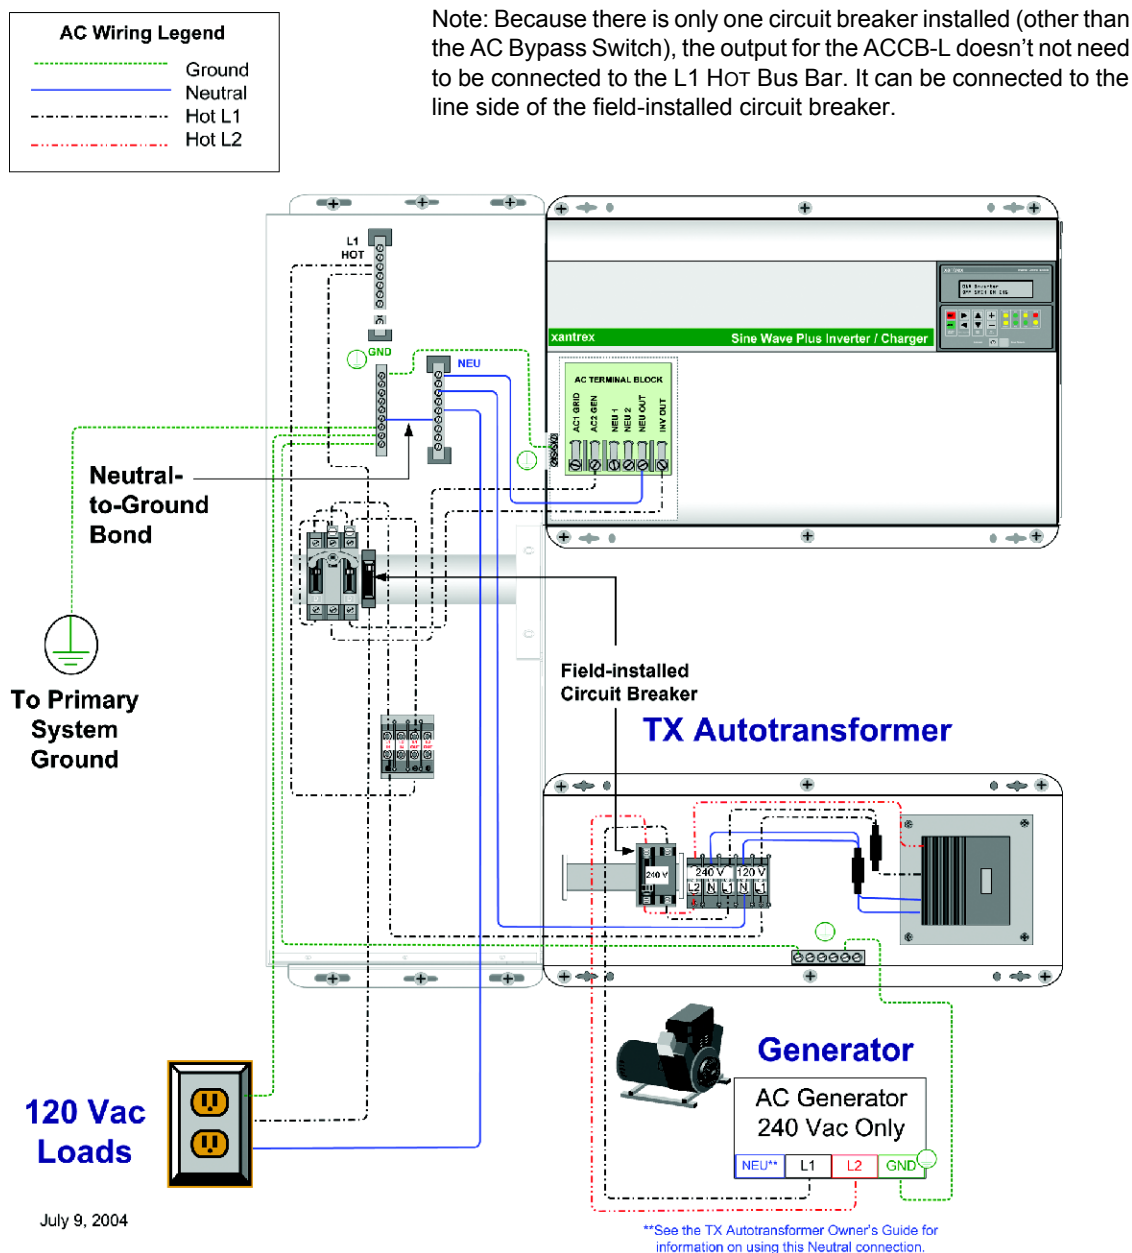 Note: Because there is only one circuit breaker installed (other than
the AC Bypass Switch), the output for the ACCB-L doesn't not need
to be connected to the L1 HOT Bus Bar. It can be connected to the
line side of the field-installed circuit breaker.
AC Wiring Legend
Ground
Neutral
Hot L1
Hot L2
L1
HOT
GND
NEU
xantrex
Sine Wave Plus Inverter / Charger
AC TERMINAL BLOCK
AC1 GRID
AC2 GEN
NEU 1
NEU 2
NEU OUT
INV OUT
Neutral-
to-Ground
Bond
To Primary
System
Ground
Field-installed
Circuit Breaker
TX Autotransformer
240 V
240 V
120 V
L2
N
L1
N
L1
Generator
AC Generator
240 Vac Only
NEU**
L1
L2
GND
120 Vac
Loads
July 9, 2004
**See the TX Autotransformer Owner's Guide for
information on using this Neutral connection.